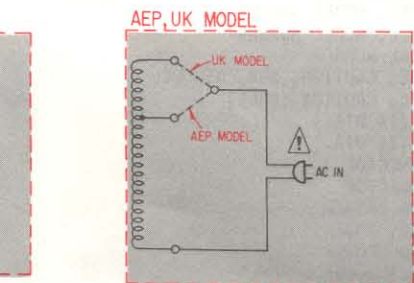 AEP, UK MODEL
UK MODEL
AEP MODEL
!
AC IN